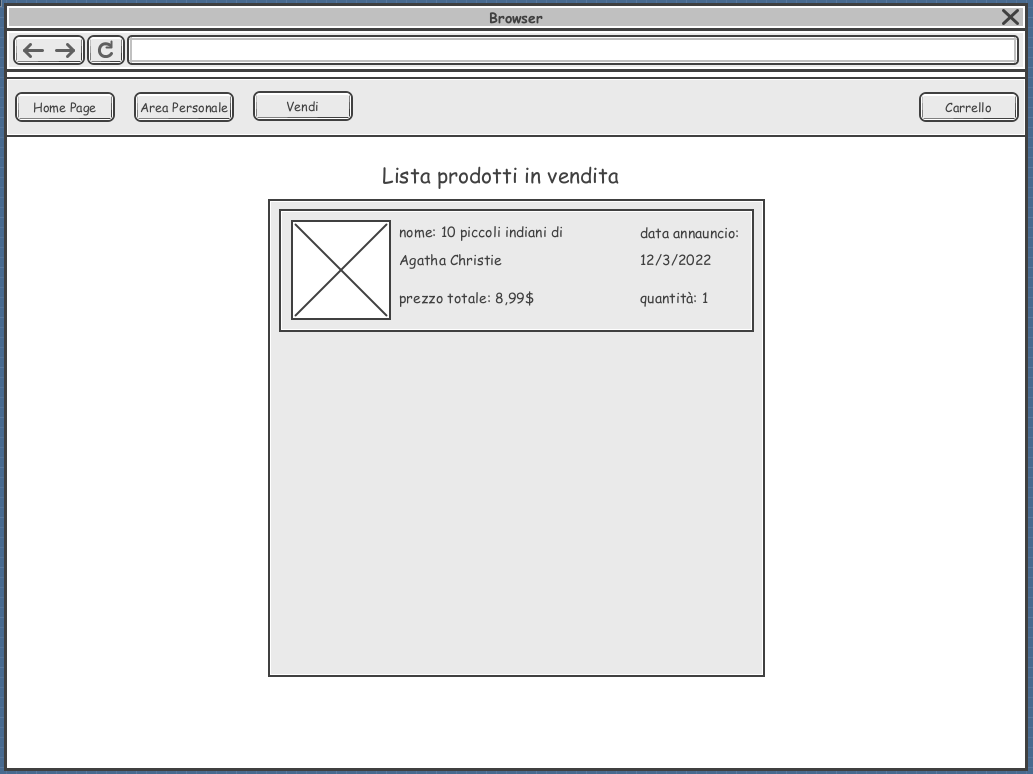 Browser
Home Page
Area Personale
Vendi
Carrello
Lista prodotti in vendita
nome: 10 piccoli indiani di
Agatha Christie
prezzo totale: 8,99$
data annauncio:
12/3/2022
quantità: 1